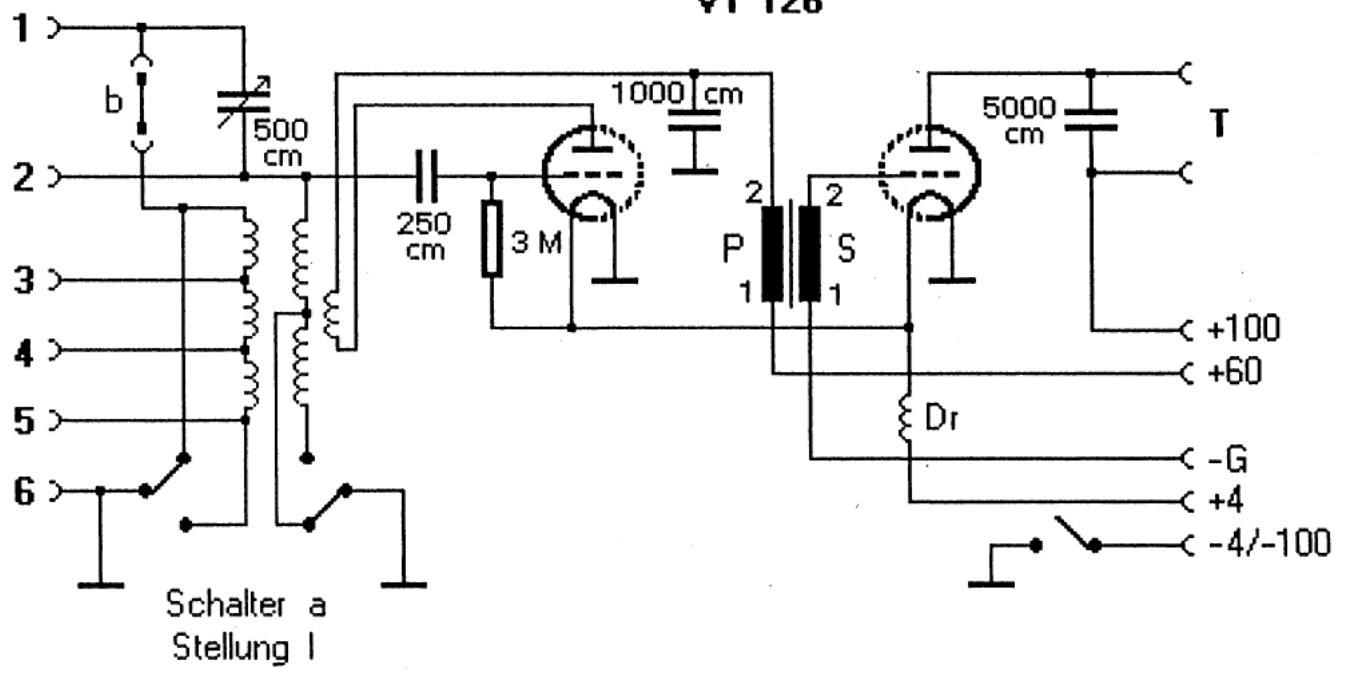 VT 126
1
b
500
cm
2
250
cm
3 M
1000 cm
P
2
1
S
2
1
5000
cm
T
3
4
5
6
+100
+60
Dr
-G
+4
-4/-100
Schalter a
Stellung I